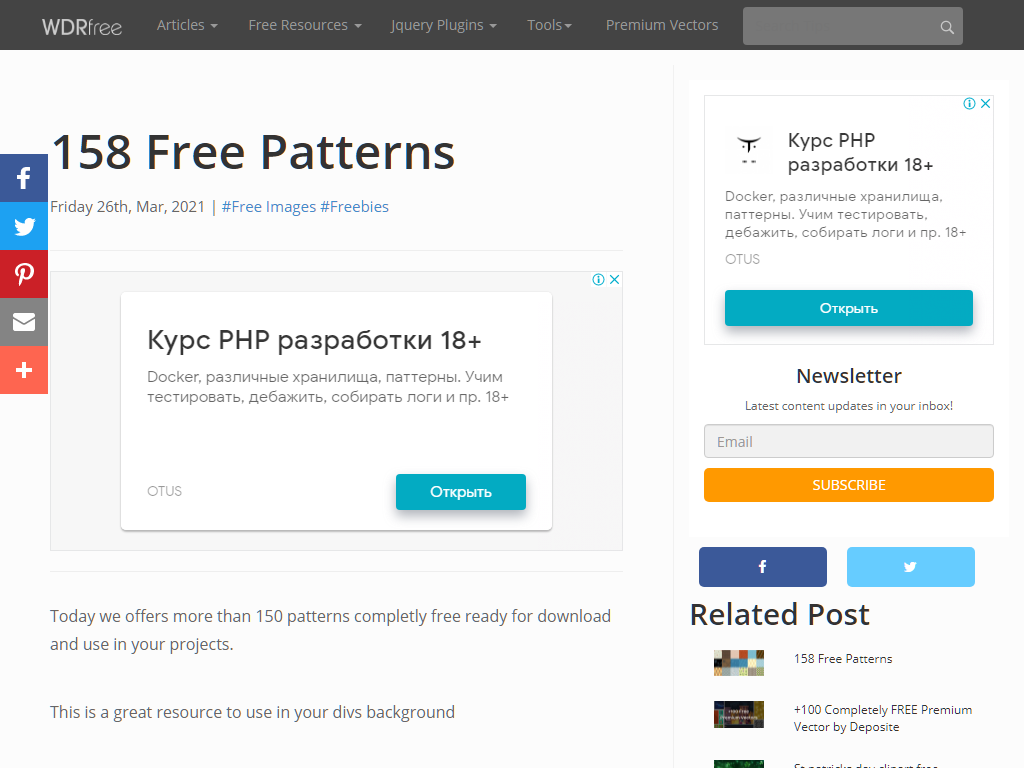 WDRfree
Articles
Free Resources
Jquery Plugins
Tools
Premium Vectors
158 Free Patterns
Friday 26th, Mar, 2021 | #Free Images #Freebies
Курс PHP разработки 18+
Docker, различные хранилища, паттерны. Учим
тестировать, дебажить, собирать логи и пр. 18+
OTUS
Открыть
Today we offers more than 150 patterns completly free ready for download
and use in your projects.
This is a great resource to use in your divs background
Курс PHP
разработки 18+
Docker, различные хранилища,
паттерны. Учим тестировать,
дебажить, собирать логи и пр. 18+
OTUS
Открыть
Newsletter
Latest content updates in your inbox!
Email
SUBSCRIBE
Related Post
158 Free Patterns
+100 Completely FREE Premium
Vector by Deposite
St patricks day clipart free